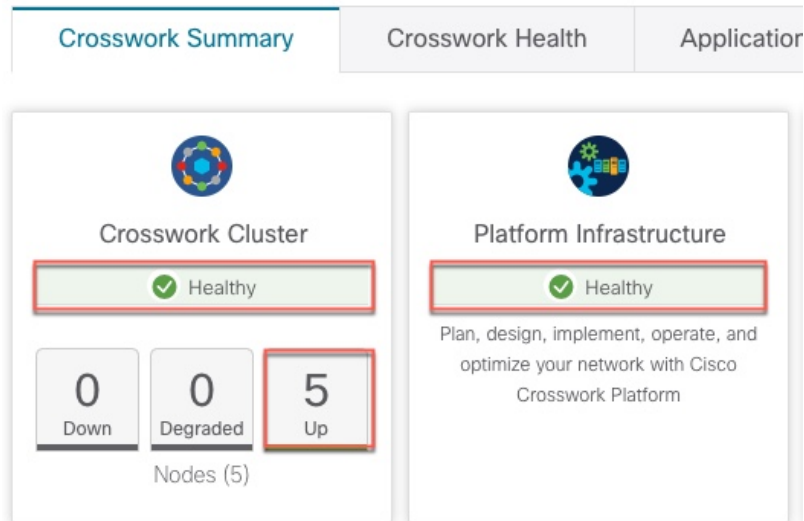 Crosswork Summary
Crosswork Health
Application
Crosswork Cluster
Healthy
0
Down
0
Degraded
5
Up
Nodes (5)
Platform Infrastructure
Healthy
Plan, design, implement, operate, and
optimize your network with Cisco
Crosswork Platform